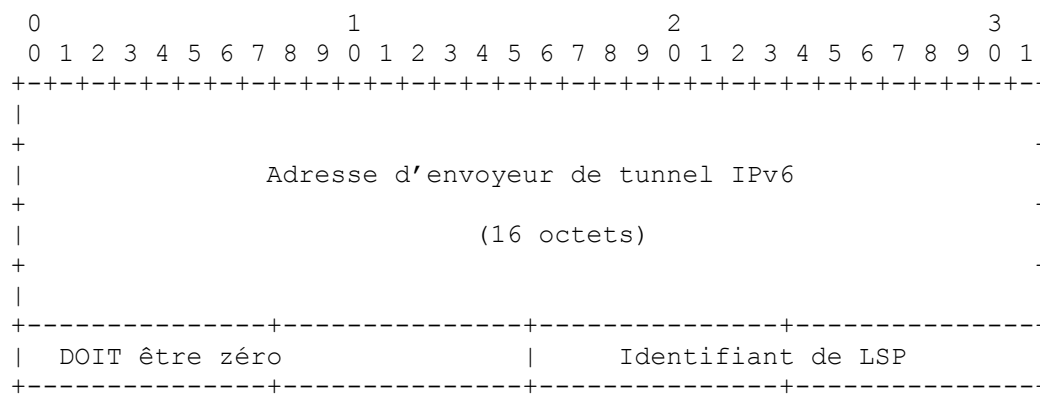 0                   1                   2                   3
0 1 2 3 4 5 6 7 8 9 0 1 2 3 4 5 6 7 8 9 0 1 2 3 4 5 6 7 8 9 0 1
Adresse d’envoyeur de tunnel IPv6
(16 octets)
DOIT être zéro | Identifiant de LSP